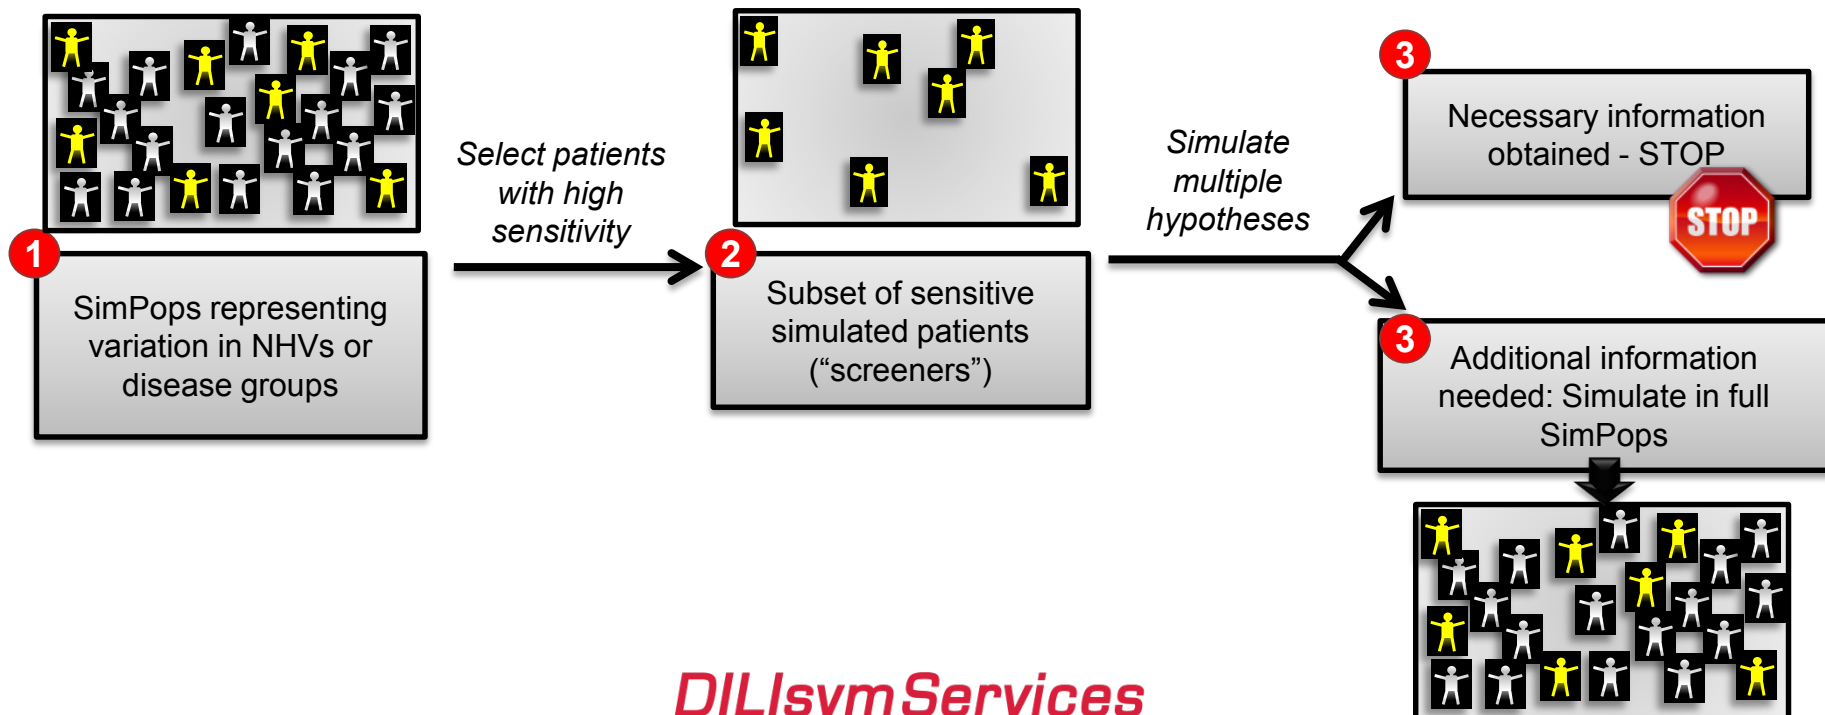 1
SimPops representing
variation in NHVs or
disease groups
Select patients
with high
sensitivity
2
Subset of sensitive
simulated patients
(“screeners”)
Simulate
multiple
hypotheses
3
Necessary information
obtained - STOP
STOP
3
Additional information
needed: Simulate in full
SimPops
DILIsym Services